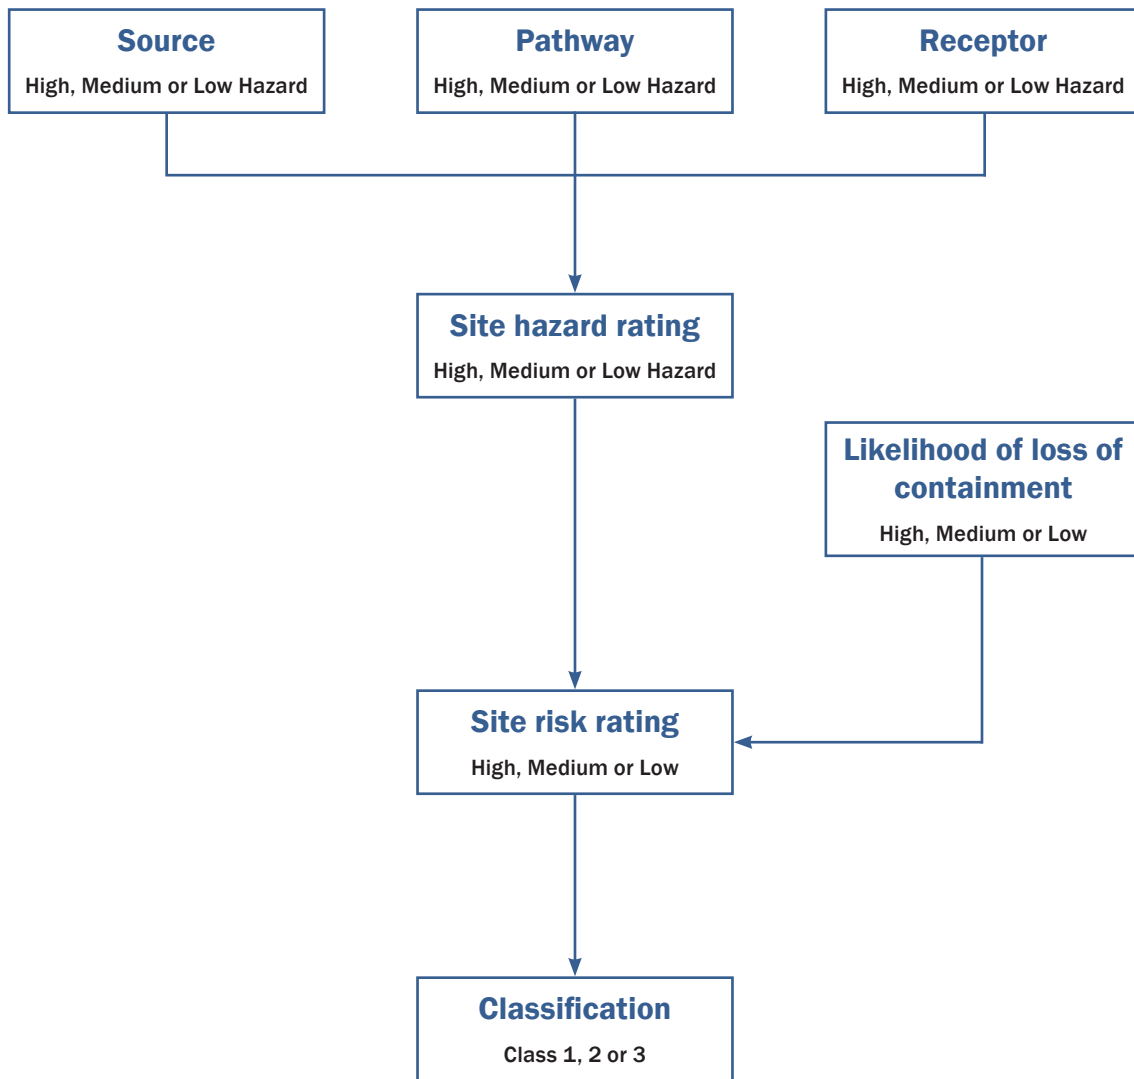 Source
High, Medium or Low Hazard
Pathway
High, Medium or Low Hazard
Receptor
High, Medium or Low Hazard
Site hazard rating
High, Medium or Low Hazard
Likelihood of loss of
containment
High, Medium or Low
Site risk rating
High, Medium or Low
Classification
Class 1, 2 or 3